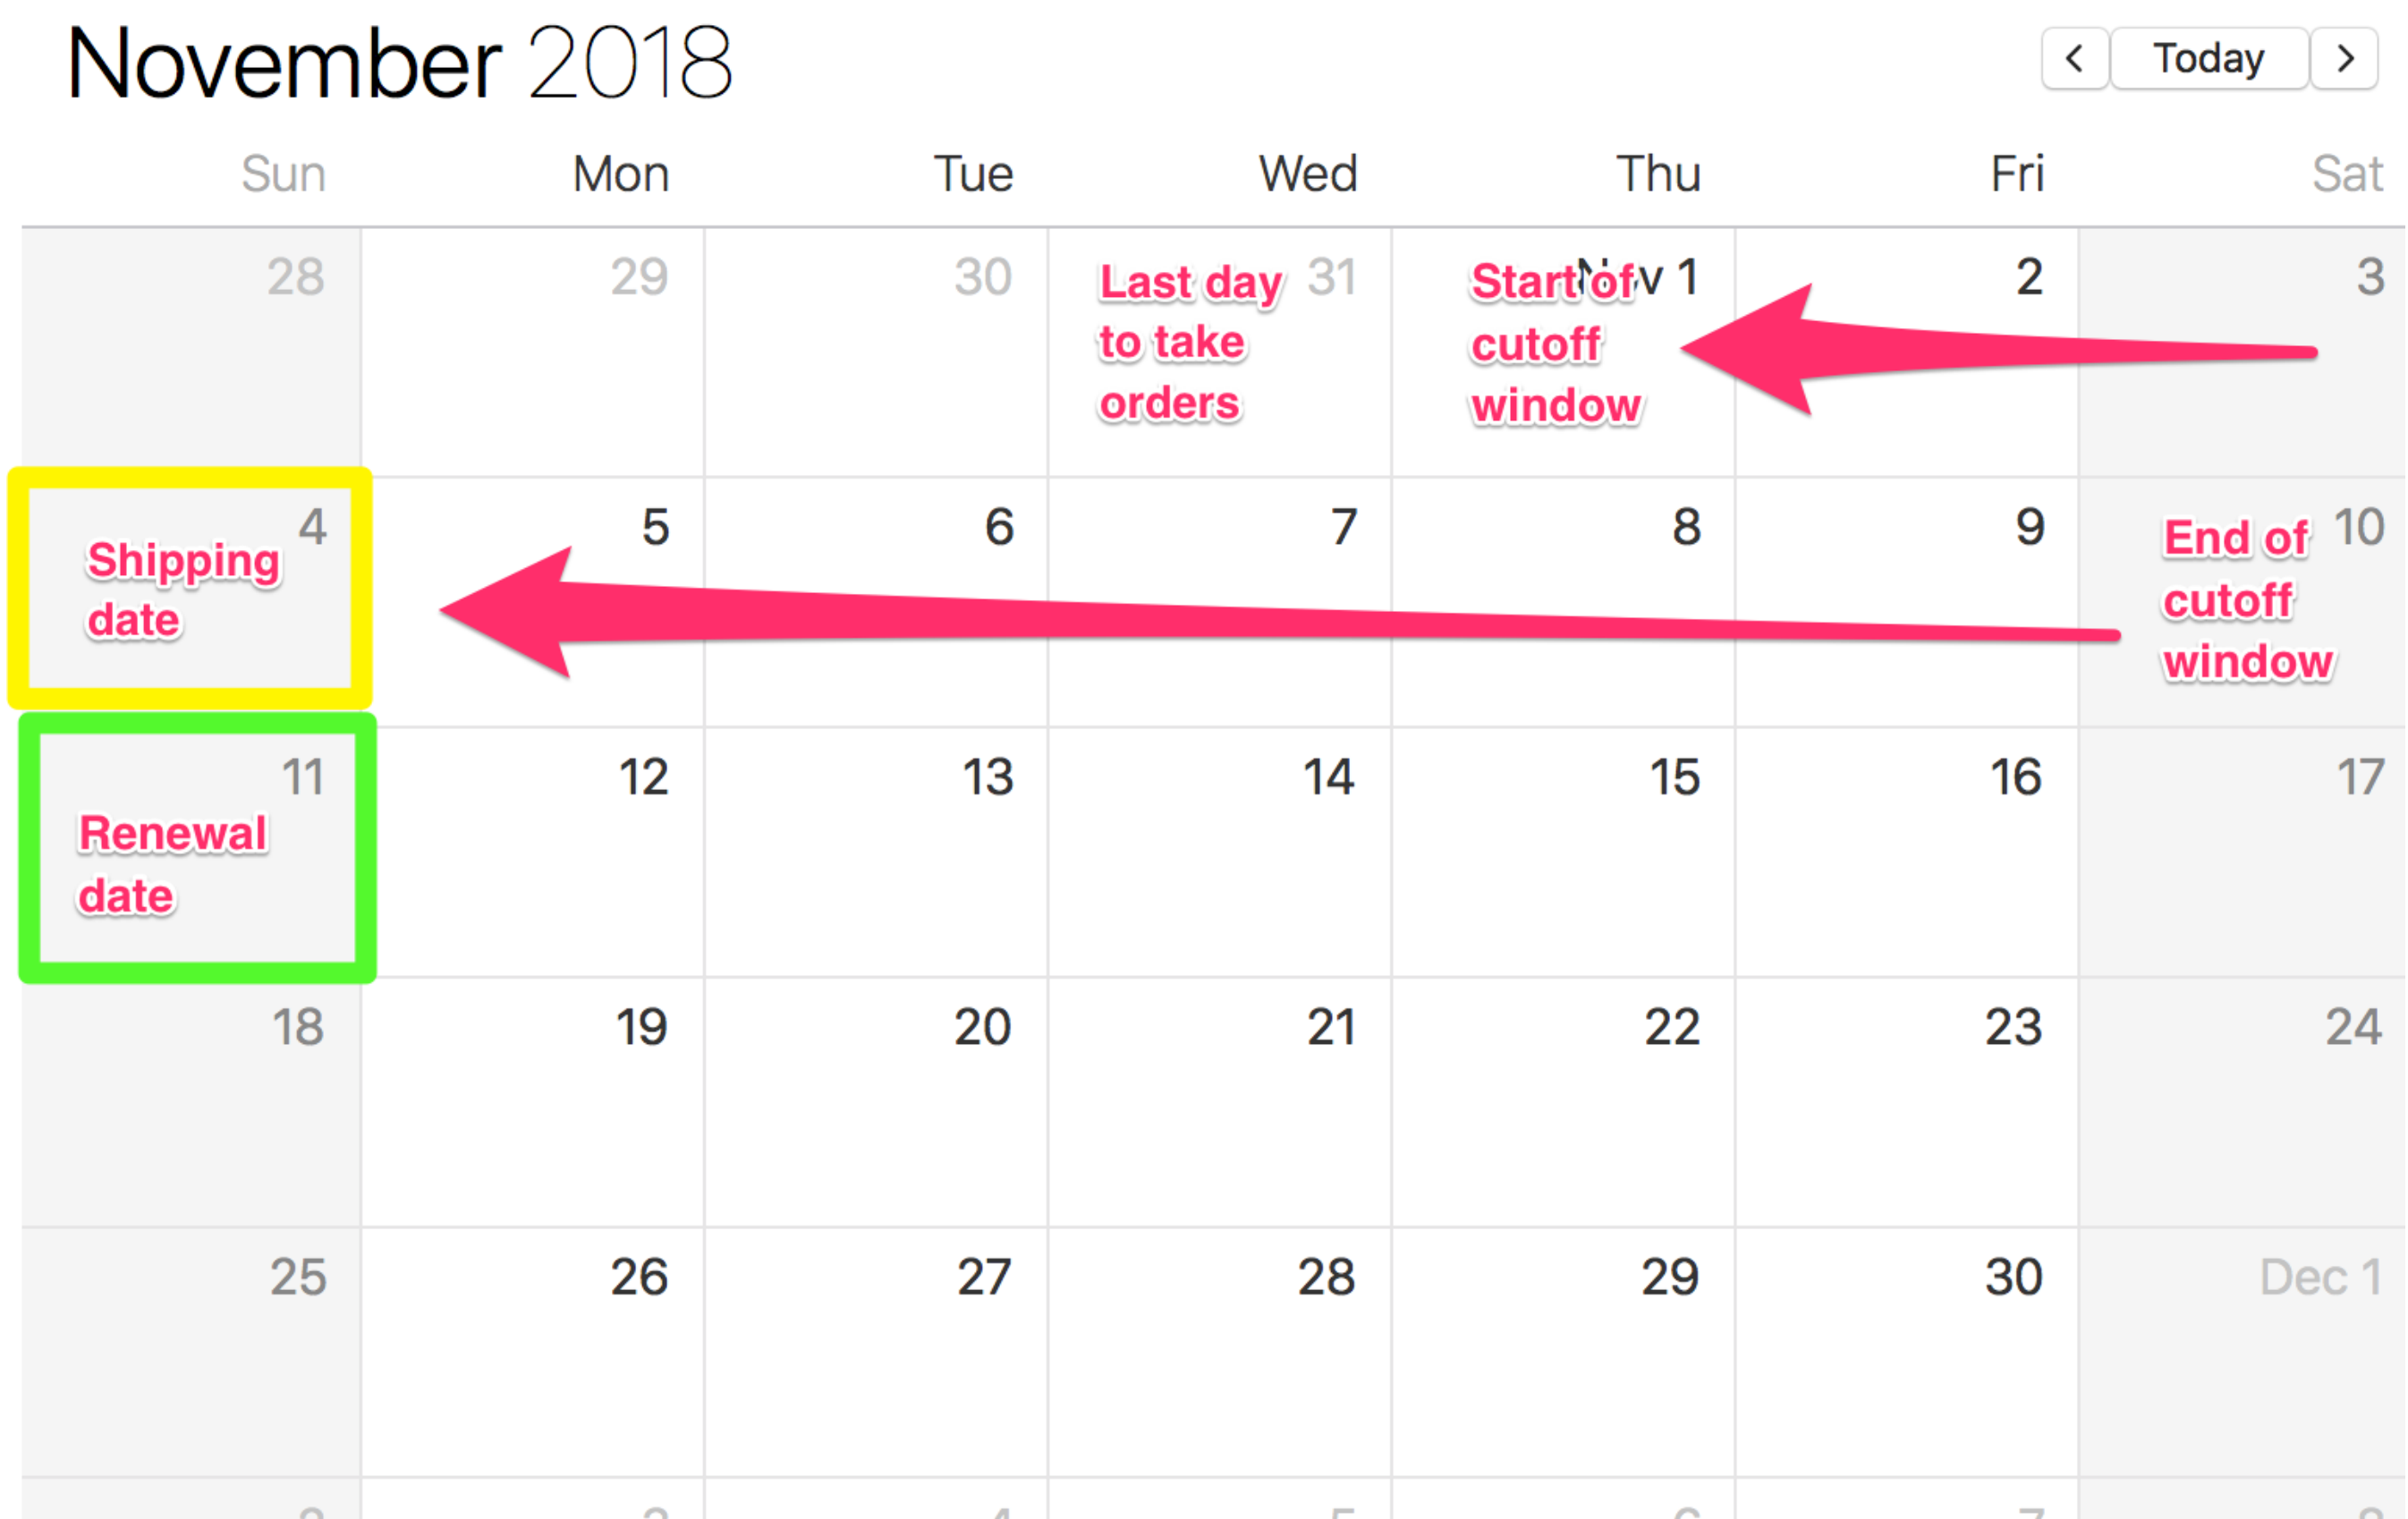 November 2018
Today
Sun Mon Tue Wed Thu Fri Sat
28 29 30 31 Nov 1 2 3
Last day
to take
orders
Start of
cutoff
window
4 5 6 7 8 9 10
Shipping
date
End of
cutoff
window
11 12 13 14 15 16 17
Renewal
date
18 19 20 21 22 23 24
25 26 27 28 29 30 Dec 1